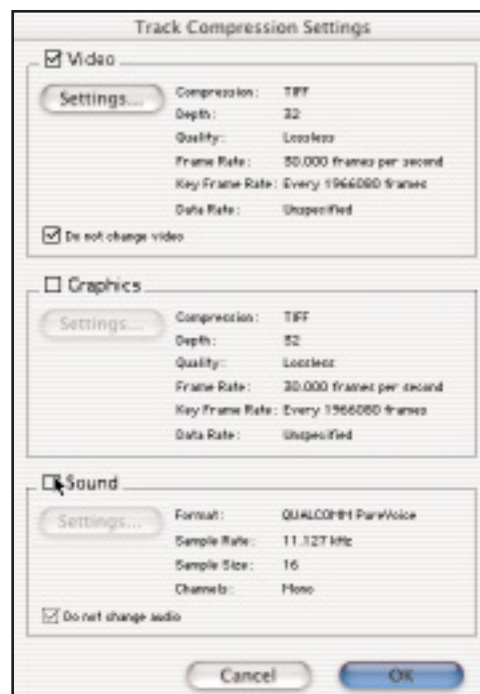 Track Compression Settings
Video
Settings...
Compression: TIFF
Depth: 32
Quality: Lossless
Frame Rate: 30.000 frames per second
Key Frame Rate: Every 1966080 frames
Data Rate: Unspecified
Do not change video
Graphics
Settings...
Compression: TIFF
Depth: 32
Quality: Lossless
Frame Rate: 30.000 frames per second
Key Frame Rate: Every 1966080 frames
Data Rate: Unspecified
Sound
Settings...
Format: QUALCOMM PureVoice
Sample Rate: 11.127 kHz
Sample Size: 16
Channels: Mono
Do not change audio
Cancel OK